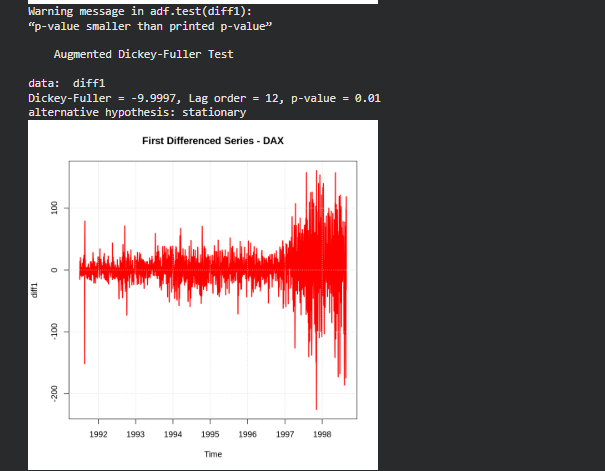 Warning message in adf.test(diff1):
“p-value smaller than printed p-value”
Augmented Dickey-Fuller Test
data:  diff1
Dickey-Fuller = -9.9997, Lag order = 12, p-value = 0.01
alternative hypothesis: stationary
First Differenced Series - DAX
100
0
-100
-200
diff1
1992 1993 1994 1995 1996 1997 1998
Time